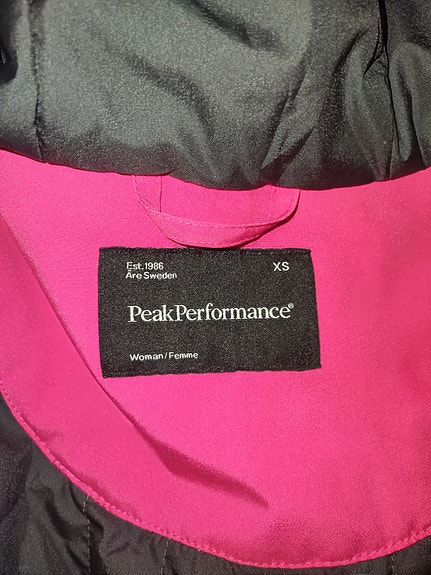 Est.1986
Åre Sweden
XS
PeakPerformance®
Woman/Femme